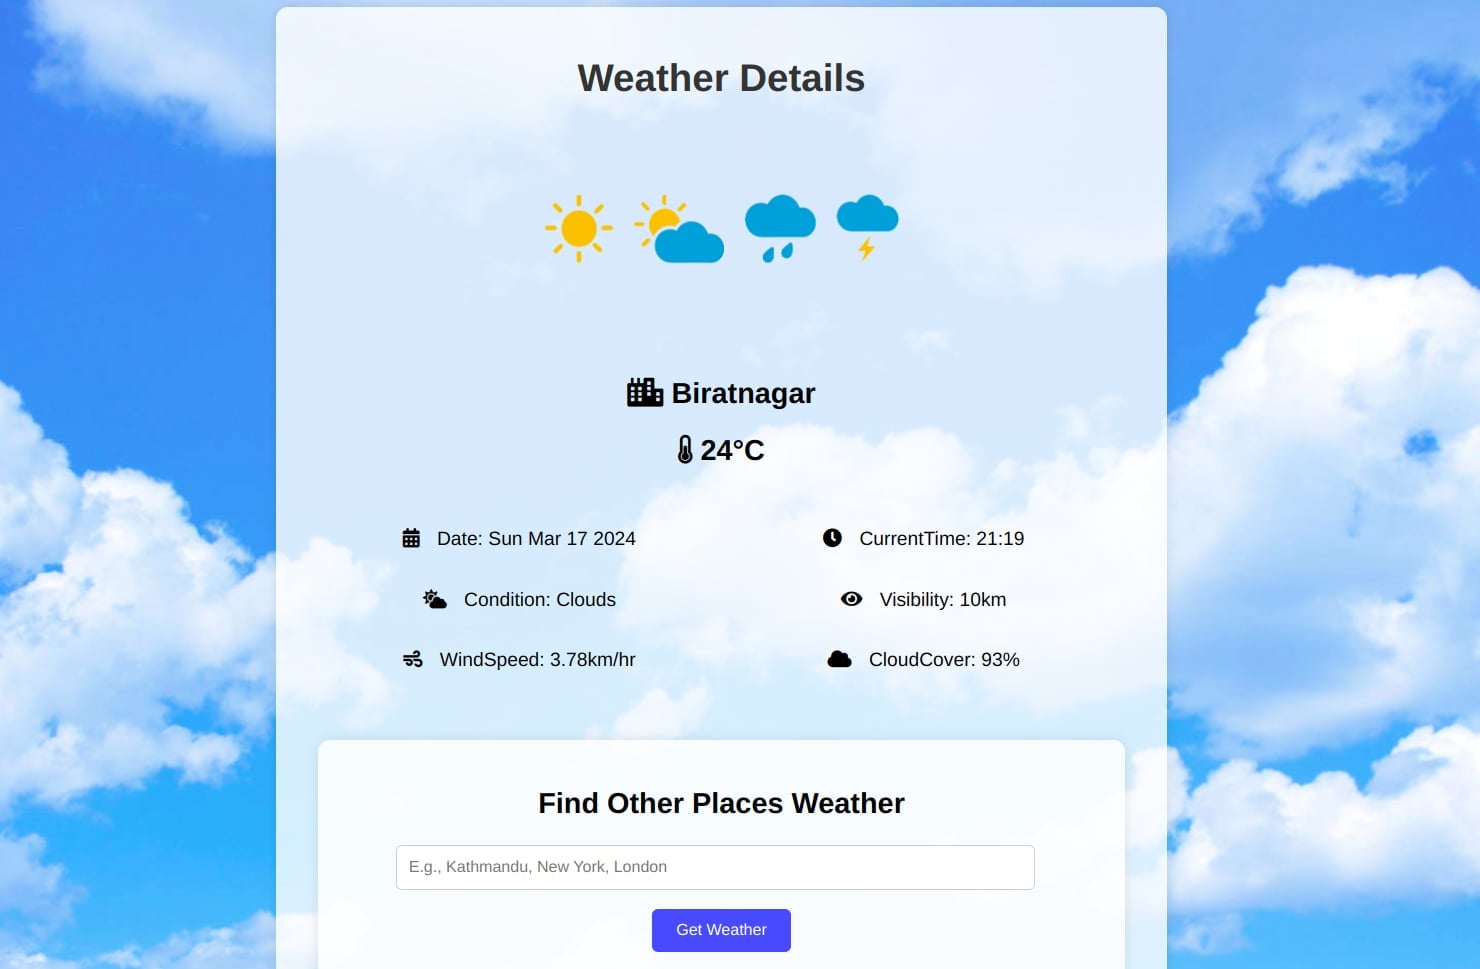 Weather Details
Biratnagar
24°C
Date: Sun Mar 17 2024
CurrentTime: 21:19
Condition: Clouds
Visibility: 10km
WindSpeed: 3.78km/hr
CloudCover: 93%
Find Other Places Weather
E.g., Kathmandu, New York, London
Get Weather